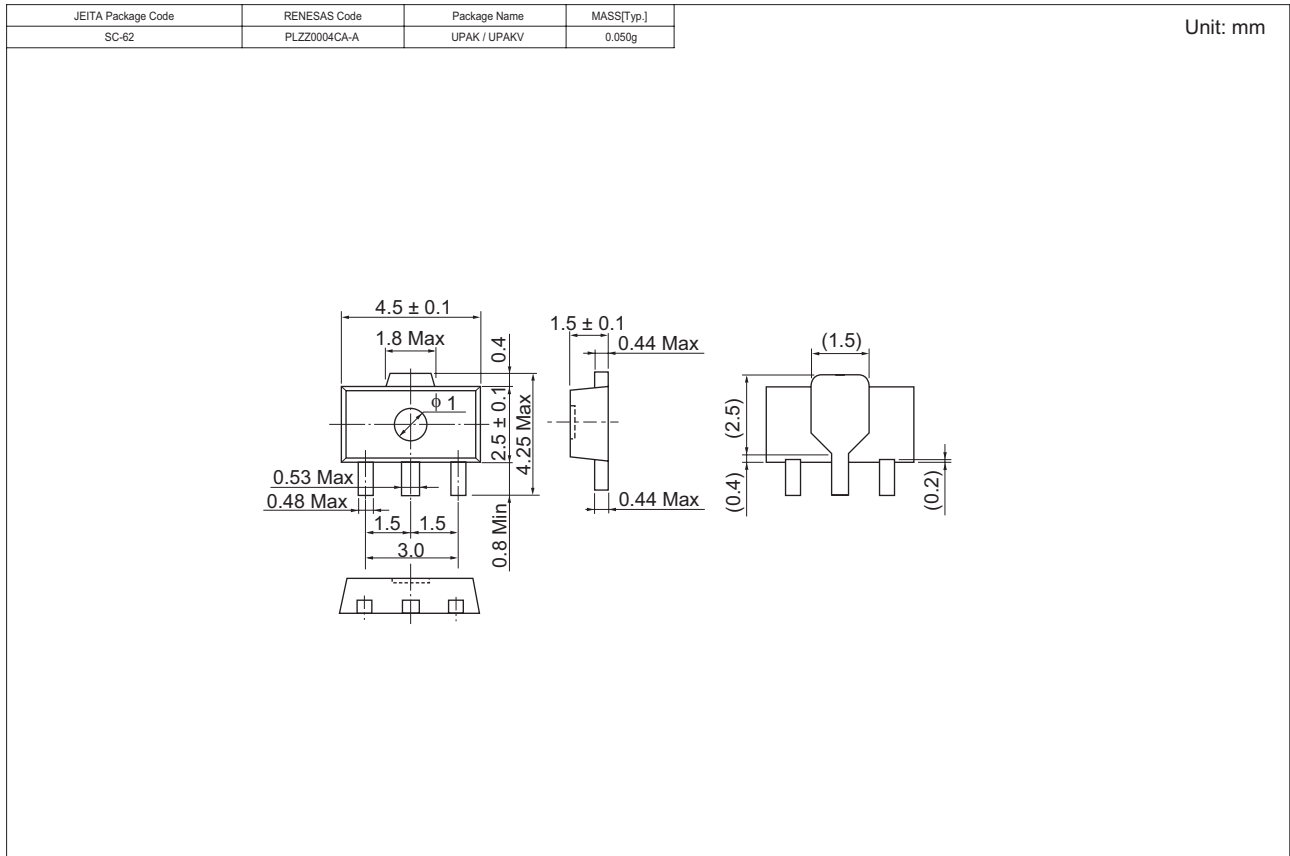 JEITA Package Code RENESAS Code Package Name MASS[Typ.]
SC-62 PLZZ0004CA-A UPAK / UPAKV 0.050g
Unit: mm
4.5 ± 0.1
1.8 Max
0.4
ϕ 1
2.5 ± 0.1
4.25 Max
0.53 Max
0.48 Max
1.5 1.5
3.0
0.8 Min
1.5 ± 0.1
0.44 Max
0.44 Max
(1.5)
(2.5)
(0.4)
(0.2)